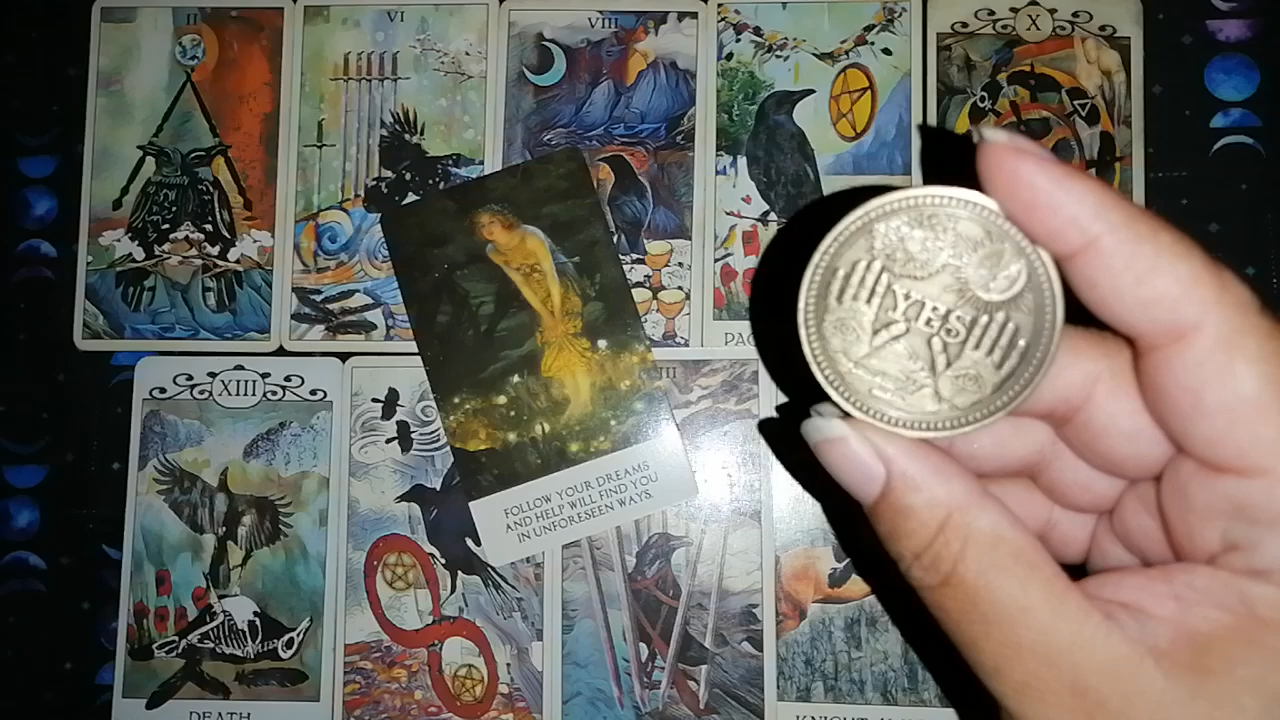 II
VI
VIII
X
YES
PAG
XIII
III
FOLLOW YOUR DREAMS
AND HELP WILL FIND YOU
IN UNFORESEEN WAYS.
DEATH
KNIGHT